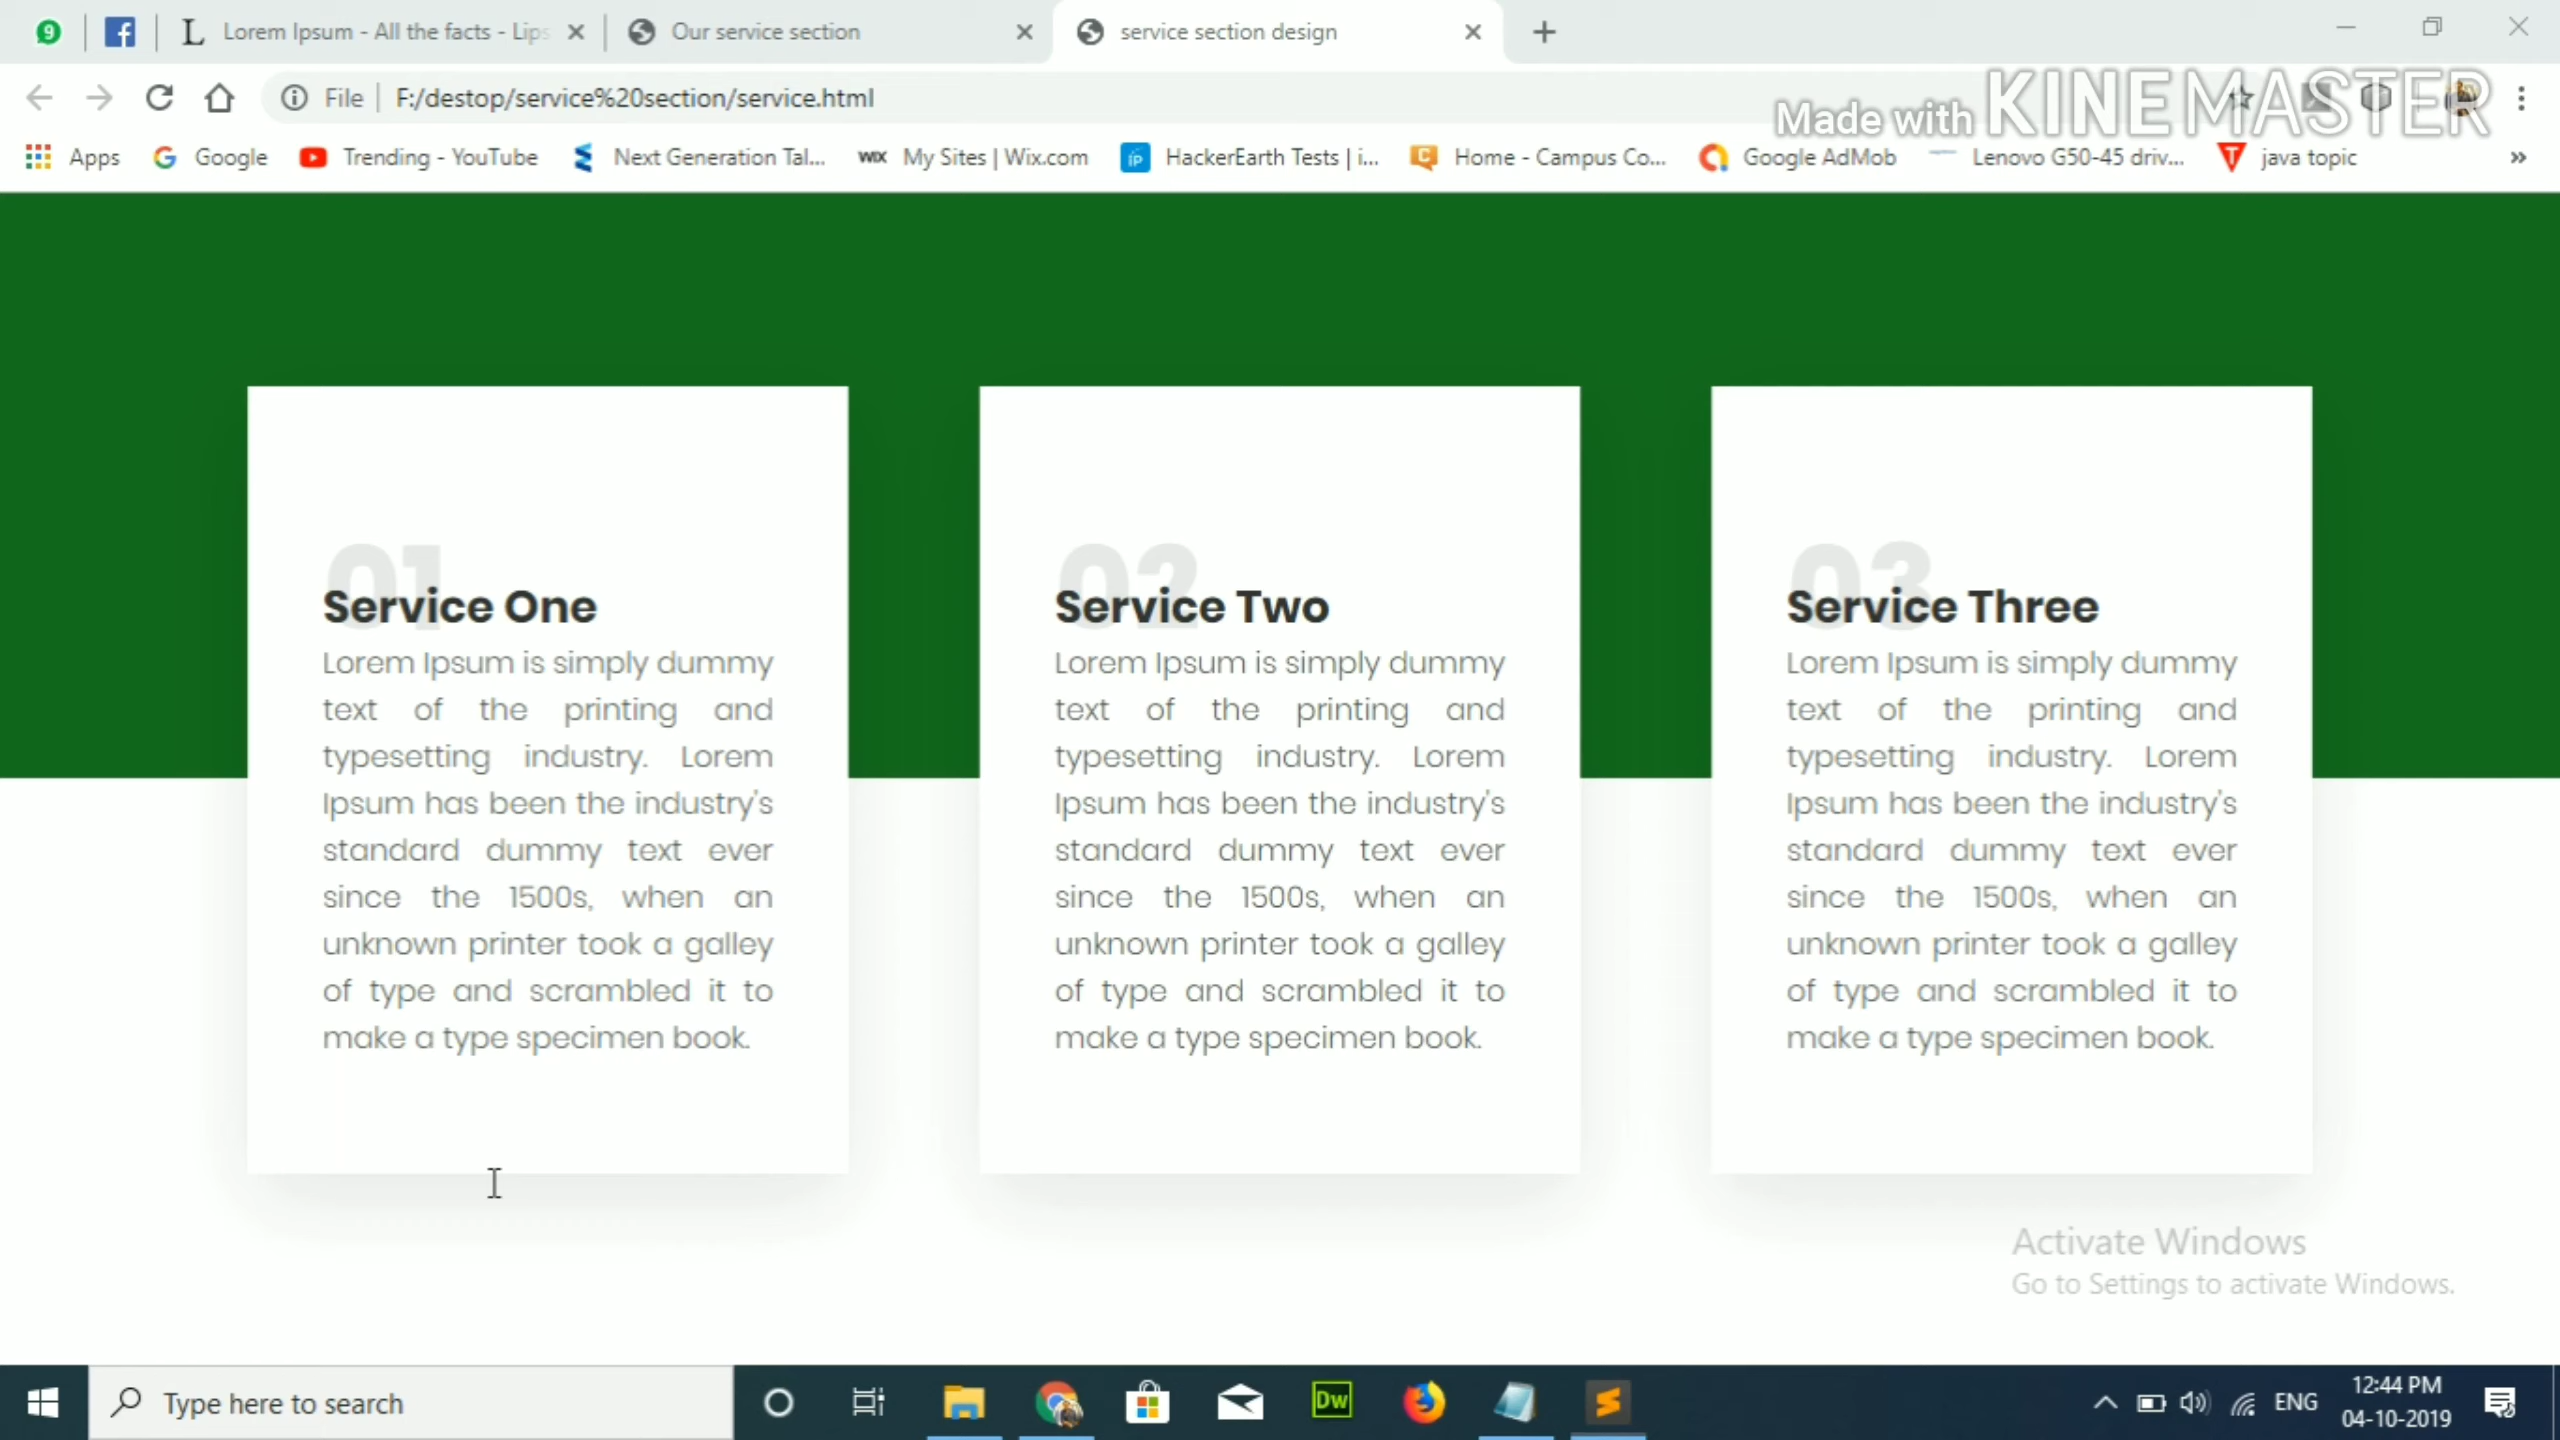 9
Lorem Ipsum - All the facts - Lips
Our service section
service section design
File
F:/destop/service%20section/service.html
Made with KINEMASTER
Apps
Google
Trending - YouTube
Next Generation Tal...
WIX My Sites | Wix.com
HackerEarth Tests | i...
Home - Campus Co...
Google AdMob
Lenovo G50-45 driv...
java topic
01
Service One
Lorem Ipsum is simply dummy
text of the printing and
typesetting industry. Lorem
Ipsum has been the industry's
standard dummy text ever
since the 1500s, when an
unknown printer took a galley
of type and scrambled it to
make a type specimen book.
02
Service Two
Lorem Ipsum is simply dummy
text of the printing and
typesetting industry. Lorem
Ipsum has been the industry's
standard dummy text ever
since the 1500s, when an
unknown printer took a galley
of type and scrambled it to
make a type specimen book.
03
Service Three
Lorem Ipsum is simply dummy
text of the printing and
typesetting industry. Lorem
Ipsum has been the industry's
standard dummy text ever
since the 1500s, when an
unknown printer took a galley
of type and scrambled it to
make a type specimen book.
Activate Windows
Go to Settings to activate Windows.
Type here to search
Dw
ENG
12:44 PM
04-10-2019